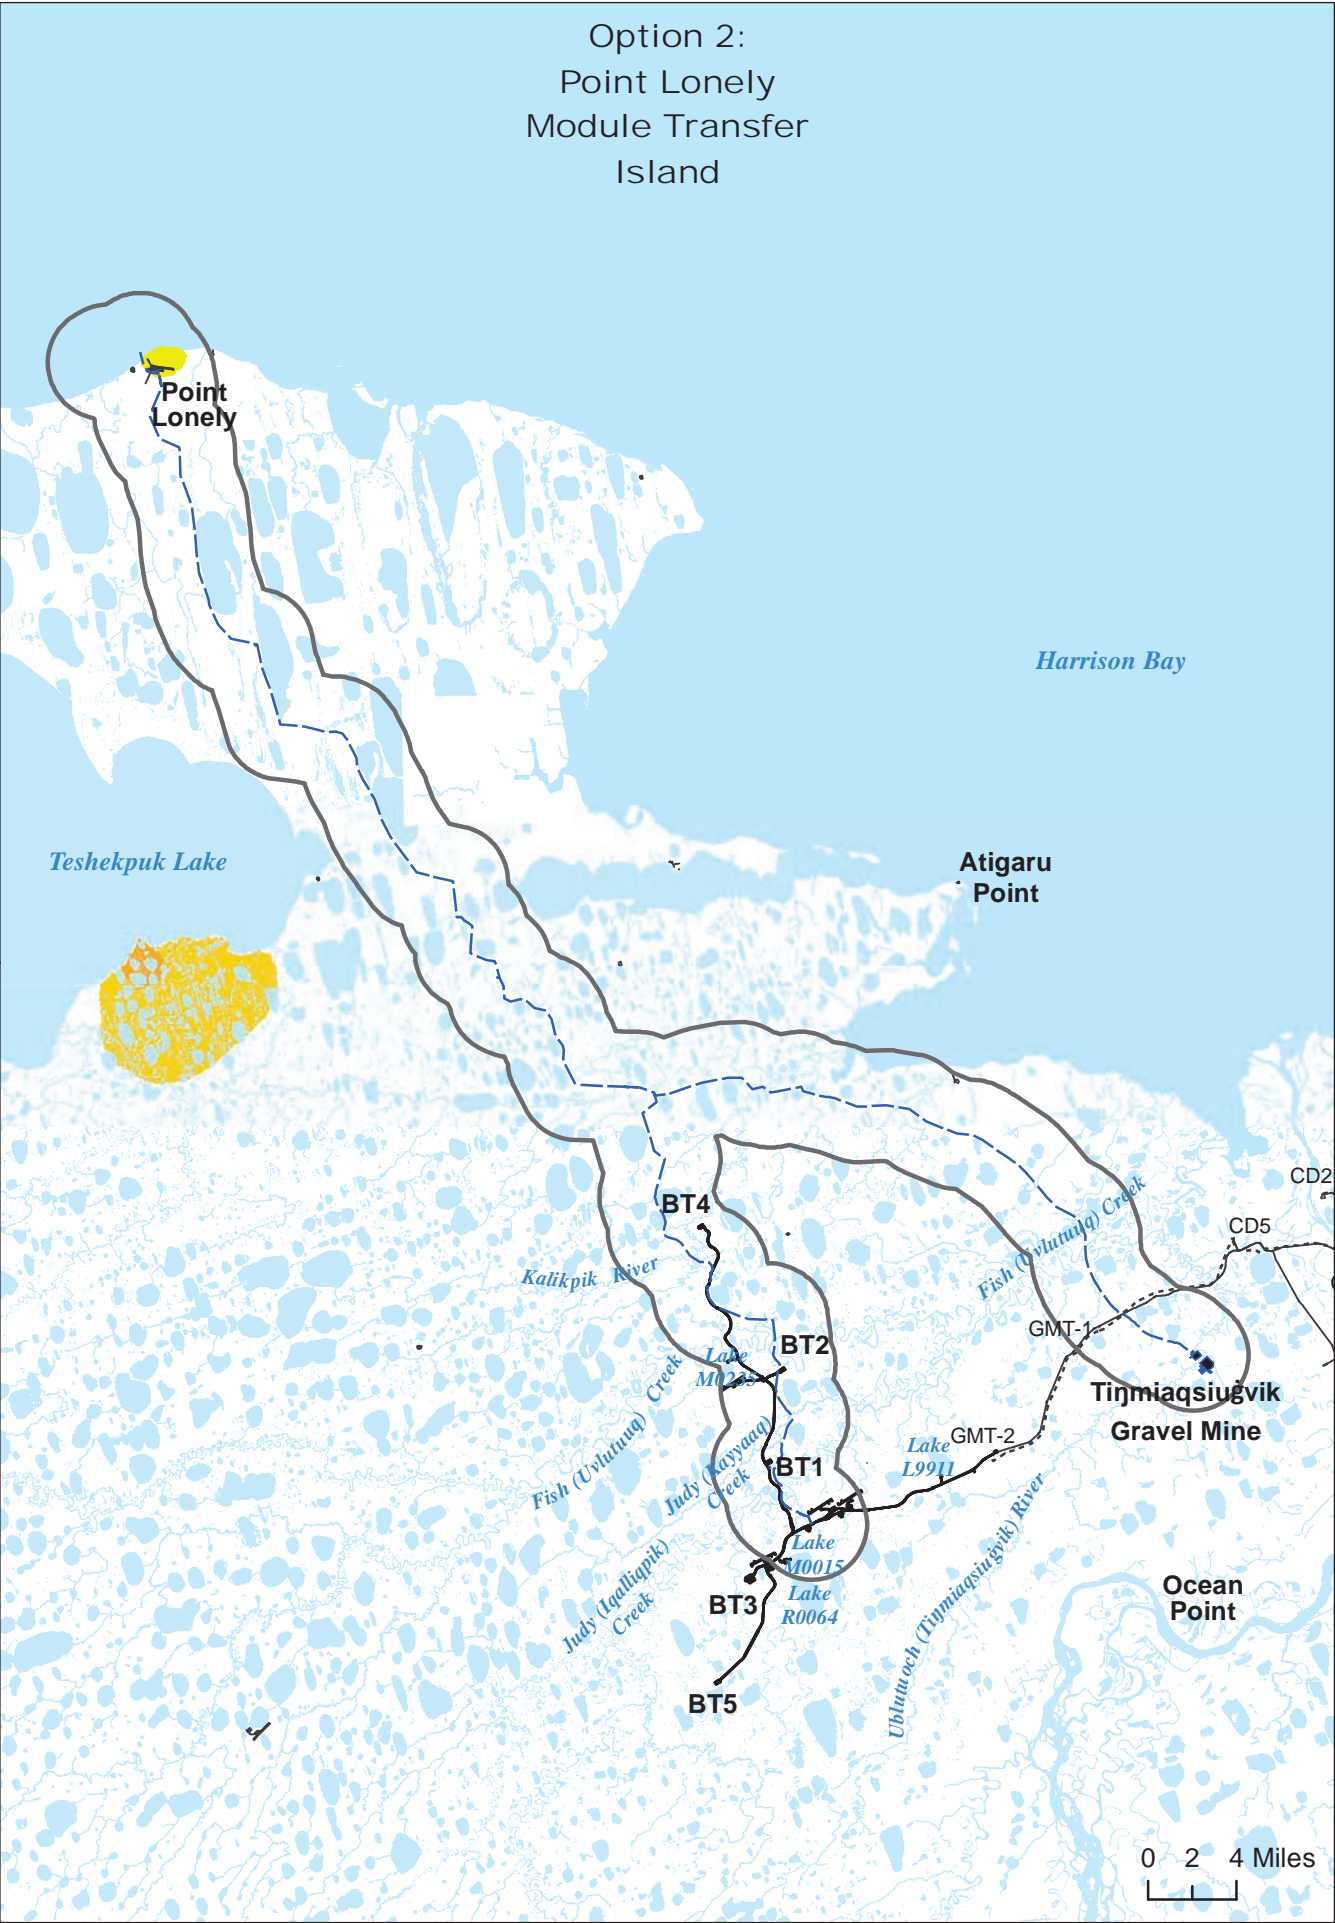 Option 2:
Point Lonely
Module Transfer
Island
Point
Lonely
Harrison Bay
Teshekpuk Lake
Atigaru
Point
CD2
BT4
CD5
Fish (Uvlutuuq) Creek
Kalikpik River
GMT-1
BT2
Lake
M0235
Tiŋmiaqsiuġvik
Gravel Mine
Fish (Uvlutuuq) Creek
Judy (Kayyaaq)
Creek
GMT-2
Lake
L9911
BT1
Lake
M0015
Judy (Iqalliqpik)
Creek
BT3
Lake
R0064
Ublutuoch (Tiŋmiaqsiuġvik) River
Ocean
Point
BT5
0 2 4 Miles